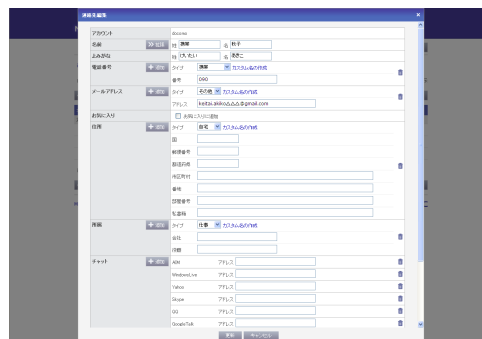 連絡先編集 ×
アカウント docomo
名前 姓 携帯 名 秋子
よみがな 姓 けいたい 名 あきこ
電話番号 + 追加 タイプ 携帯 カスタム名の作成
番号 090
メールアドレス + 追加 タイプ その他 カスタム名の作成
アドレス keitai.akiko△△△@gmail.com
お気に入り お気に入りに追加
住所 + 追加 タイプ 自宅 カスタム名の作成
国
郵便番号
都道府県
市区町村
番地
部屋番号
私書箱
所属 + 追加 タイプ 仕事 カスタム名の作成
会社
役職
チャット + 追加 AIM アドレス
WindowsLive アドレス
Yahoo アドレス
Skype アドレス
QQ アドレス
GoogleTalk アドレス
更新 キャンセル